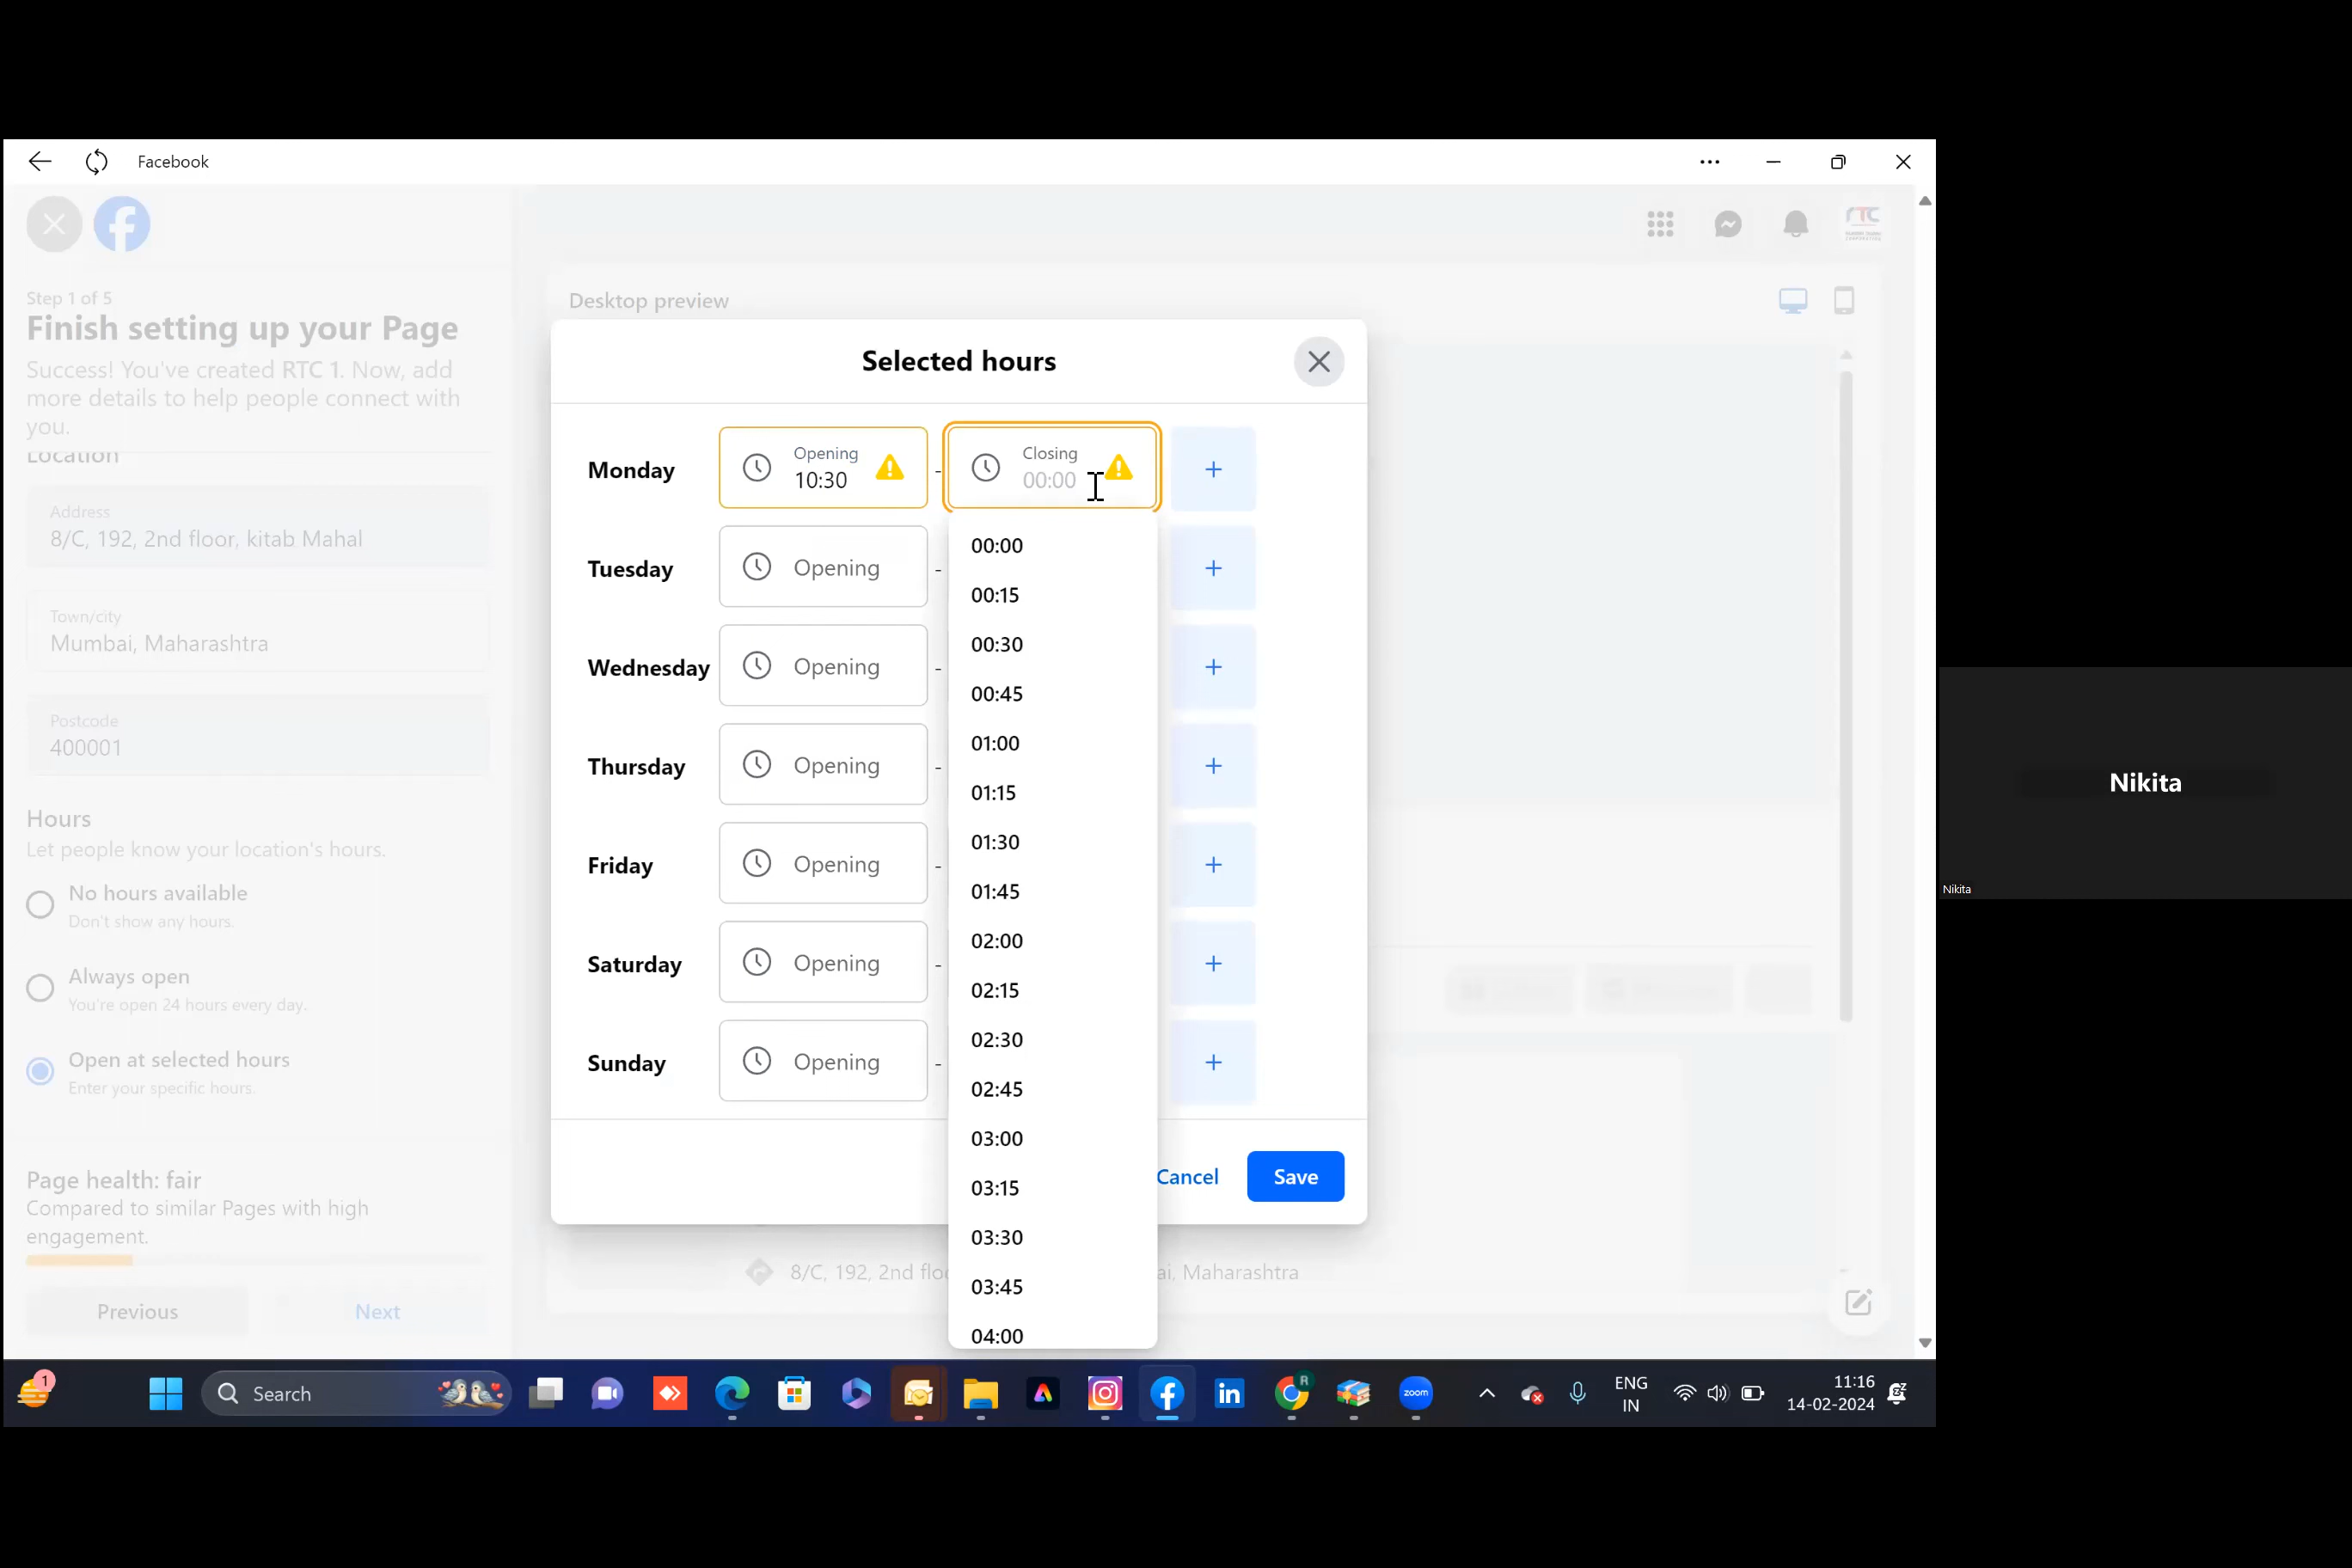 Facebook
Step 1 of 5
Finish setting up your Page
Success! You've created RTC 1. Now, add
more details to help people connect with
you.
Location
Address
8/C, 192, 2nd floor, kitab Mahal
Town/city
Mumbai, Maharashtra
Postcode
400001
Hours
Let people know your location's hours.
No hours available
Don't show any hours.
Always open
You're open 24 hours every day.
Open at selected hours
Enter your specific hours.
Page health: fair
Compared to similar Pages with high
engagement.
Previous
Next
Desktop preview
rTC
Selected hours
Monday
Opening
10:30
-
Closing
00:00
+
Tuesday
Opening
-
+
Wednesday
Opening
-
+
Thursday
Opening
-
+
Friday
Opening
-
+
Saturday
Opening
-
+
Sunday
Opening
-
+
00:00
00:15
00:30
00:45
01:00
01:15
01:30
01:45
02:00
02:15
02:30
02:45
03:00
03:15
03:30
03:45
04:00
Cancel
Save
8/C, 192, 2nd floo
ai, Maharashtra
Nikita
Nikita
1
Search
R
zoom
ENG
IN
11:16
14-02-2024